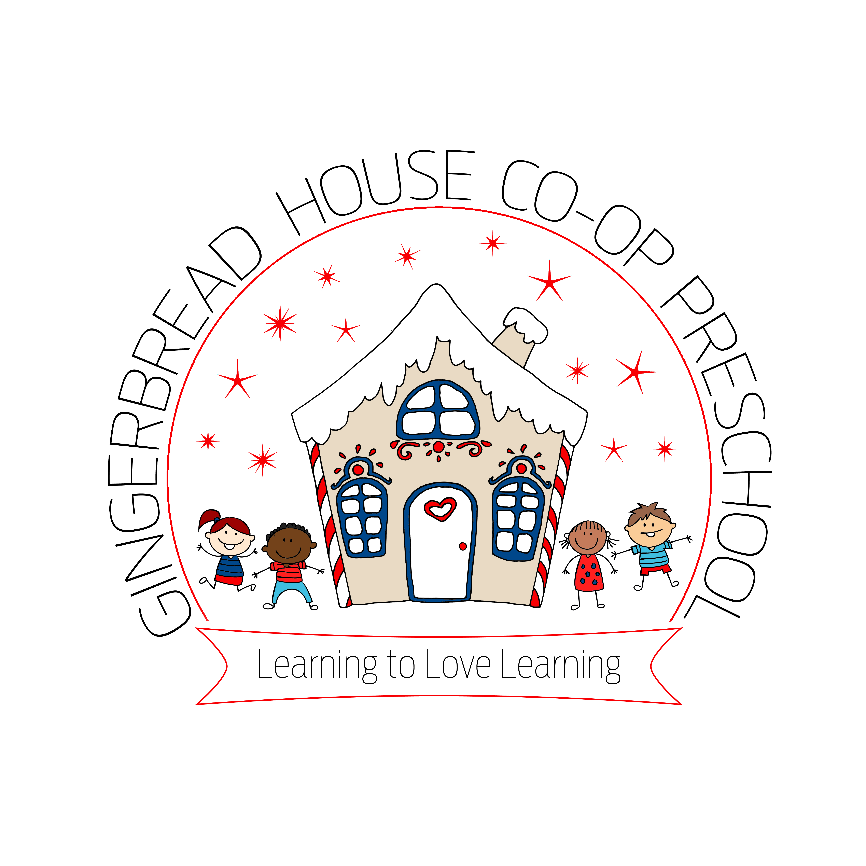 GINGERBREAD HOUSE CO-OP PRESCHOOL
Learning to Love Learning